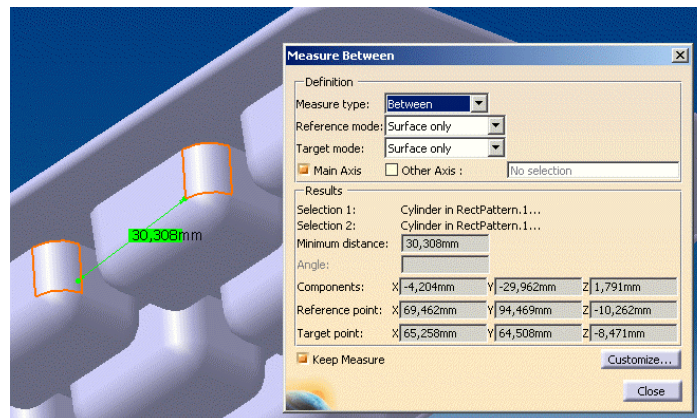 Measure Between
Definition
Measure type: Between
Reference mode: Surface only
Target mode: Surface only
Main Axis Other Axis : No selection
Results
Selection 1: Cylinder in RectPattern.1...
Selection 2: Cylinder in RectPattern.1...
Minimum distance: 30,308mm
Angle:
Components: X -4,204mm Y -29,962mm Z 1,791mm
Reference point: X 69,462mm Y 94,469mm Z -10,262mm
Target point: X 65,258mm Y 64,508mm Z -8,471mm
Keep Measure Customize...
Close
30,308mm